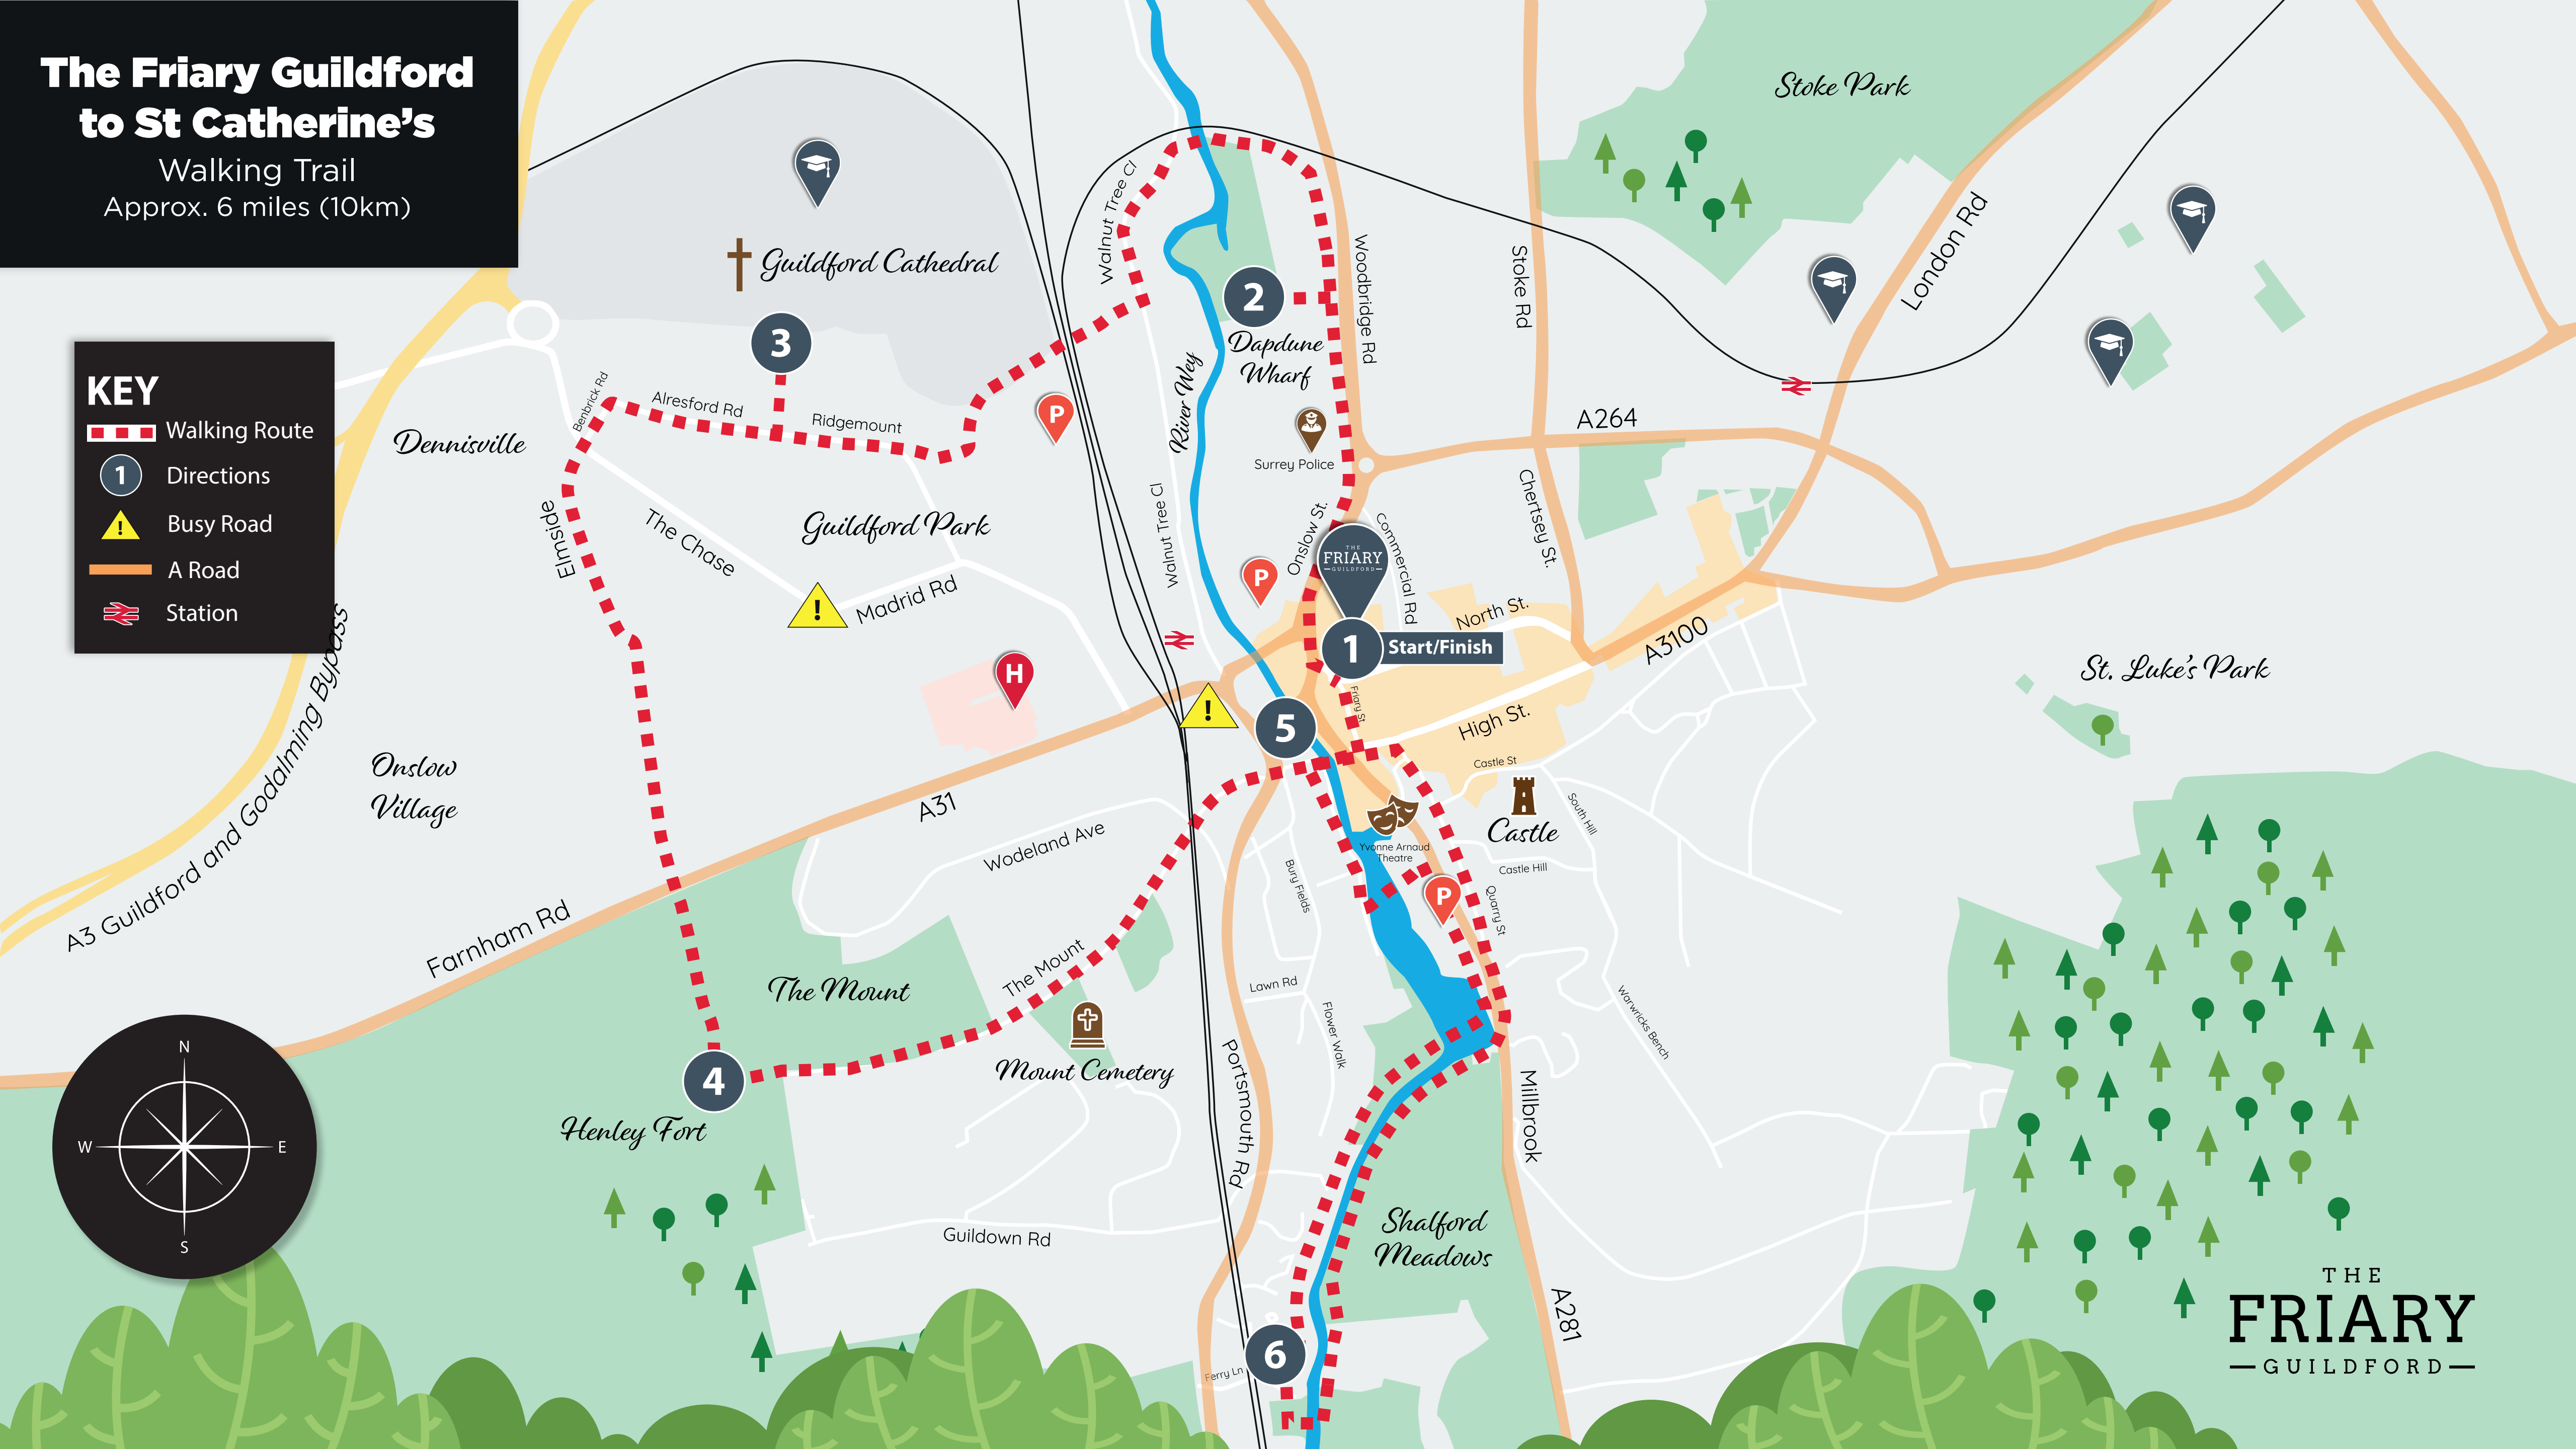 The Friary Guildford
to St Catherine's
Walking Trail
Approx. 6 miles (10km)
KEY
Walking Route
1
Directions
!
Busy Road
A Road
Station
Stoke Park
Guildford Cathedral
3
Walnut Tree Cl
2
Dapdune
Wharf
Woodbridge Rd
Stoke Rd
London Rd
River Wey
Benbrick Rd
Alresford Rd
Ridgemount
P
Dennisville
Surrey Police
A264
Elmside
The Chase
Guildford Park
Walnut Tree Cl
Onslow St.
Commercial Rd
Chertsey St.
P
THE
FRIARY
GUILDFORD
!
Madrid Rd
North St.
1
Start/Finish
A3100
St. Luke's Park
H
!
Friary St
5
High St.
A3 Guildford and Godalming Bypass
Onslow
Village
A31
Castle St
South Hill
Castle
Wodeland Ave
Yvonne Arnaud
Theatre
Castle Hill
Bury Fields
P
Quarry St
Farnham Rd
The Mount
The Mount
Lawn Rd
Flower Walk
Warwricks Bench
Mount Cemetery
4
Henley Fort
Portsmouth Rd
Millbrook
N
W
E
S
Guildown Rd
Shalford
Meadows
A281
6
Ferry Ln
THE
FRIARY
GUILDFORD